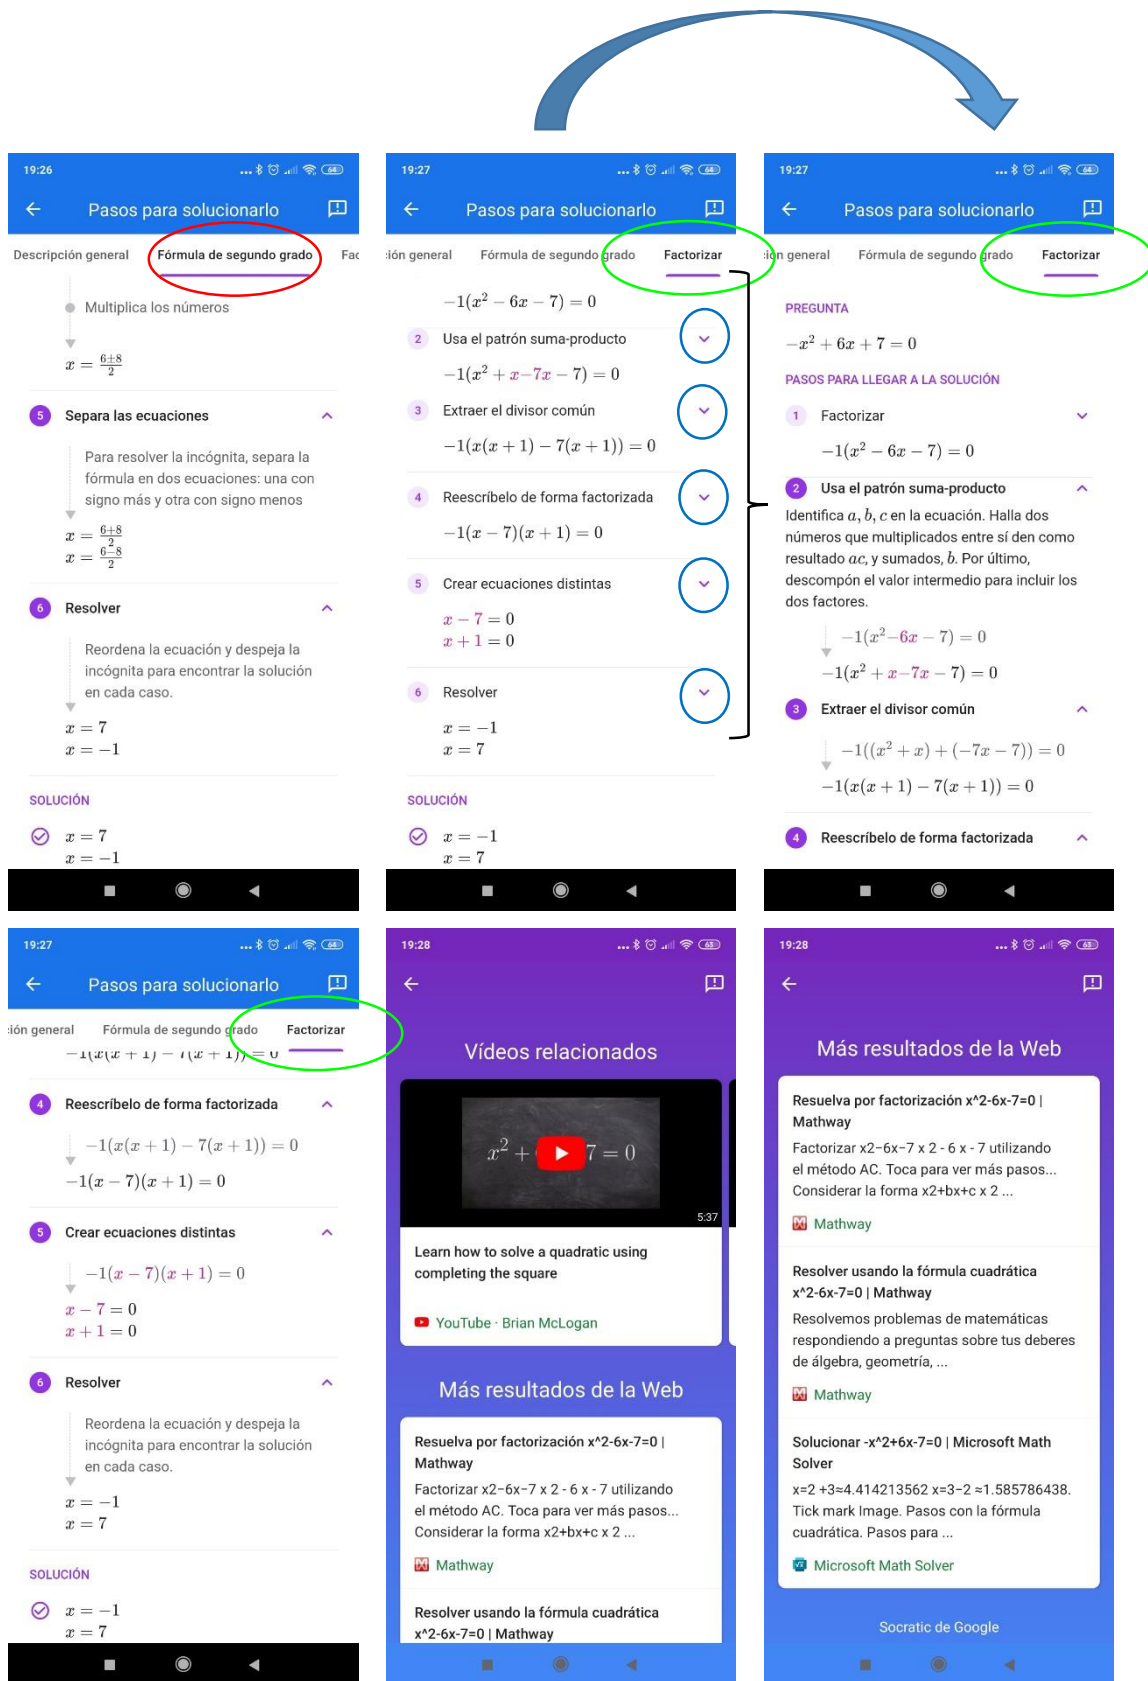 19:26
64
Pasos para solucionarlo
Descripción general Fórmula de segundo grado Fac
Multiplica los números
x = 6±8/2
5 Separa las ecuaciones
Para resolver la incógnita, separa la
fórmula en dos ecuaciones: una con
signo más y otra con signo menos
x = 6+8/2
x = 6−8/2
6 Resolver
Reordena la ecuación y despeja la
incógnita para encontrar la solución
en cada caso.
x = 7
x = −1
SOLUCIÓN
x = 7
x = −1
19:27
64
Pasos para solucionarlo
ión general Fórmula de segundo grado Factorizar
−1(x² − 6x − 7) = 0
2 Usa el patrón suma-producto
−1(x² + x−7x − 7) = 0
3 Extraer el divisor común
−1(x(x + 1) − 7(x + 1)) = 0
4 Reescríbelo de forma factorizada
−1(x − 7)(x + 1) = 0
5 Crear ecuaciones distintas
x − 7 = 0
x + 1 = 0
6 Resolver
x = −1
x = 7
SOLUCIÓN
x = −1
x = 7
19:27
64
Pasos para solucionarlo
ión general Fórmula de segundo grado Factorizar
PREGUNTA
−x² + 6x + 7 = 0
PASOS PARA LLEGAR A LA SOLUCIÓN
1 Factorizar
−1(x² − 6x − 7) = 0
2 Usa el patrón suma-producto
Identifica a, b, c en la ecuación. Halla dos
números que multiplicados entre sí den como
resultado ac, y sumados, b. Por último,
descompón el valor intermedio para incluir los
dos factores.
−1(x²−6x − 7) = 0
−1(x² + x−7x − 7) = 0
3 Extraer el divisor común
−1((x² + x) + (−7x − 7)) = 0
−1(x(x + 1) − 7(x + 1)) = 0
4 Reescríbelo de forma factorizada
19:27
64
Pasos para solucionarlo
ión general Fórmula de segundo grado Factorizar
−1(x(x + 1) − 7(x + 1)) = 0
4 Reescríbelo de forma factorizada
−1(x(x + 1) − 7(x + 1)) = 0
−1(x − 7)(x + 1) = 0
5 Crear ecuaciones distintas
−1(x − 7)(x + 1) = 0
x − 7 = 0
x + 1 = 0
6 Resolver
Reordena la ecuación y despeja la
incógnita para encontrar la solución
en cada caso.
x = −1
x = 7
SOLUCIÓN
x = −1
x = 7
19:28
63
Vídeos relacionados
x² + 7 = 0
5:37
Learn how to solve a quadratic using
completing the square
YouTube · Brian McLogan
Más resultados de la Web
Resuelva por factorización x^2-6x-7=0 |
Mathway
Factorizar x2−6x−7 x 2 - 6 x - 7 utilizando
el método AC. Toca para ver más pasos...
Considerar la forma x2+bx+c x 2 ...
Mathway
Resolver usando la fórmula cuadrática
x^2-6x-7=0 | Mathway
19:28
63
Más resultados de la Web
Resuelva por factorización x^2-6x-7=0 |
Mathway
Factorizar x2−6x−7 x 2 - 6 x - 7 utilizando
el método AC. Toca para ver más pasos...
Considerar la forma x2+bx+c x 2 ...
Mathway
Resolver usando la fórmula cuadrática
x^2-6x-7=0 | Mathway
Resolvemos problemas de matemáticas
respondiendo a preguntas sobre tus deberes
de álgebra, geometría, ...
Mathway
Solucionar -x^2+6x-7=0 | Microsoft Math
Solver
x=2 +3≈4.414213562 x=3−2 ≈1.585786438.
Tick mark Image. Pasos con la fórmula
cuadrática. Pasos para ...
Microsoft Math Solver
Socratic de Google